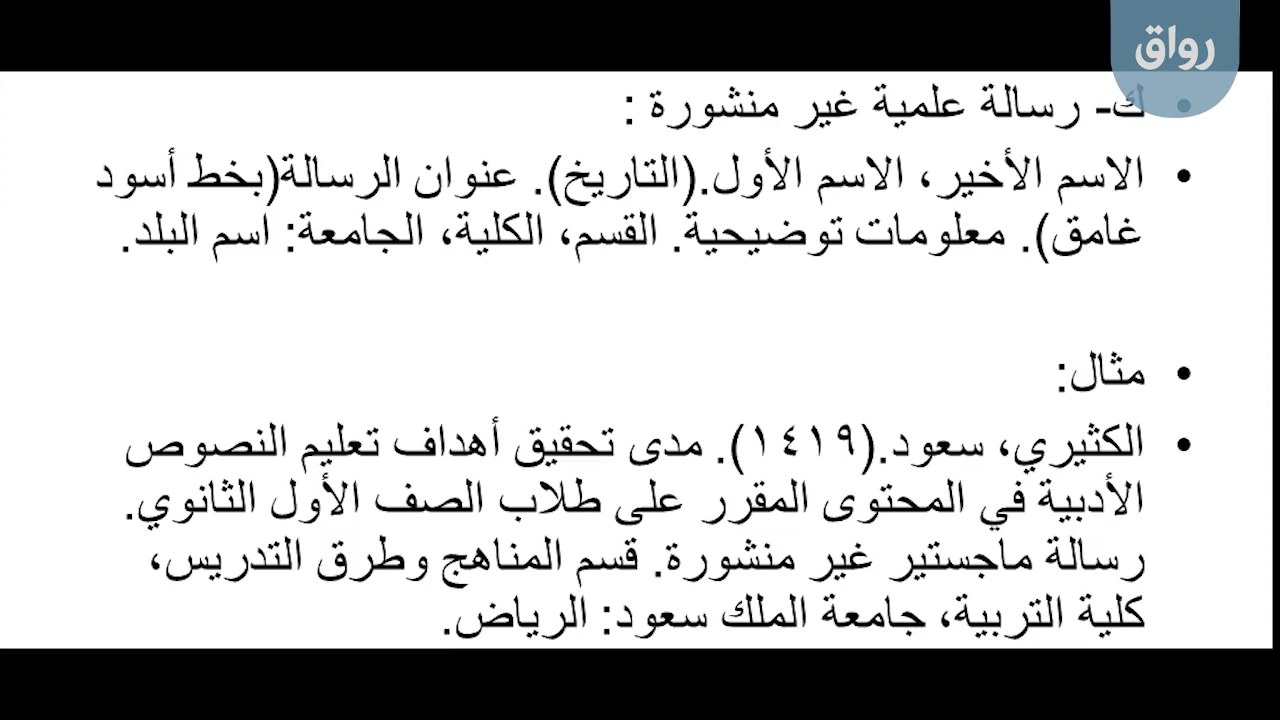 رواق
ك- رسالة علمية غير منشورة :
• الاسم الأخير، الاسم الأول.(التاريخ). عنوان الرسالة(بخط أسود
غامق). معلومات توضيحية. القسم، الكلية، الجامعة: اسم البلد.
• مثال:
• الكثيري، سعود.(١٤١٩). مدى تحقيق أهداف تعليم النصوص
الأدبية في المحتوى المقرر على طلاب الصف الأول الثانوي.
رسالة ماجستير غير منشورة. قسم المناهج وطرق التدريس،
كلية التربية، جامعة الملك سعود: الرياض.